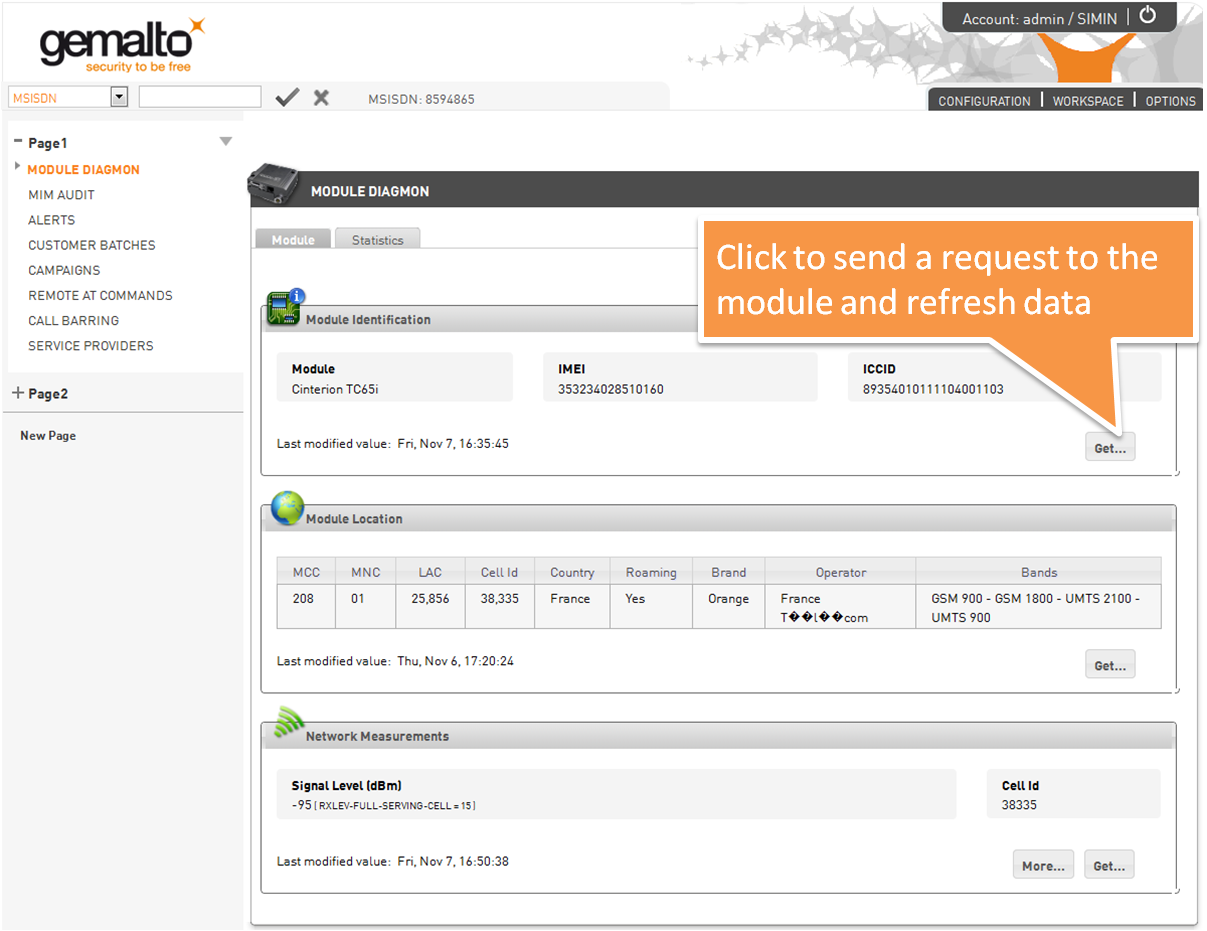 gemalto
security to be free
Account: admin / SIMIN
MSISDN
MSISDN: 8594865
CONFIGURATION WORKSPACE OPTIONS
Page1
MODULE DIAGMON
MIM AUDIT
ALERTS
CUSTOMER BATCHES
CAMPAIGNS
REMOTE AT COMMANDS
CALL BARRING
SERVICE PROVIDERS
Page2
New Page
MODULE DIAGMON
Module Statistics
Click to send a request to the
module and refresh data
Module Identification
Module IMEI ICCID
Cinterion TC65i 353234028510160 89354010111104001103
Last modified value: Fri, Nov 7, 16:35:45
Get...
Module Location
MCC MNC LAC Cell Id Country Roaming Brand Operator Bands
208 01 25,856 38,335 France Yes Orange France GSM 900 - GSM 1800 - UMTS 2100 -
T��l��com UMTS 900
Last modified value: Thu, Nov 6, 17:20:24
Get...
Network Measurements
Signal Level (dBm) Cell Id
-95 ( RXLEV-FULL-SERVING-CELL = 15 ) 38335
Last modified value: Fri, Nov 7, 16:50:38
More... Get...